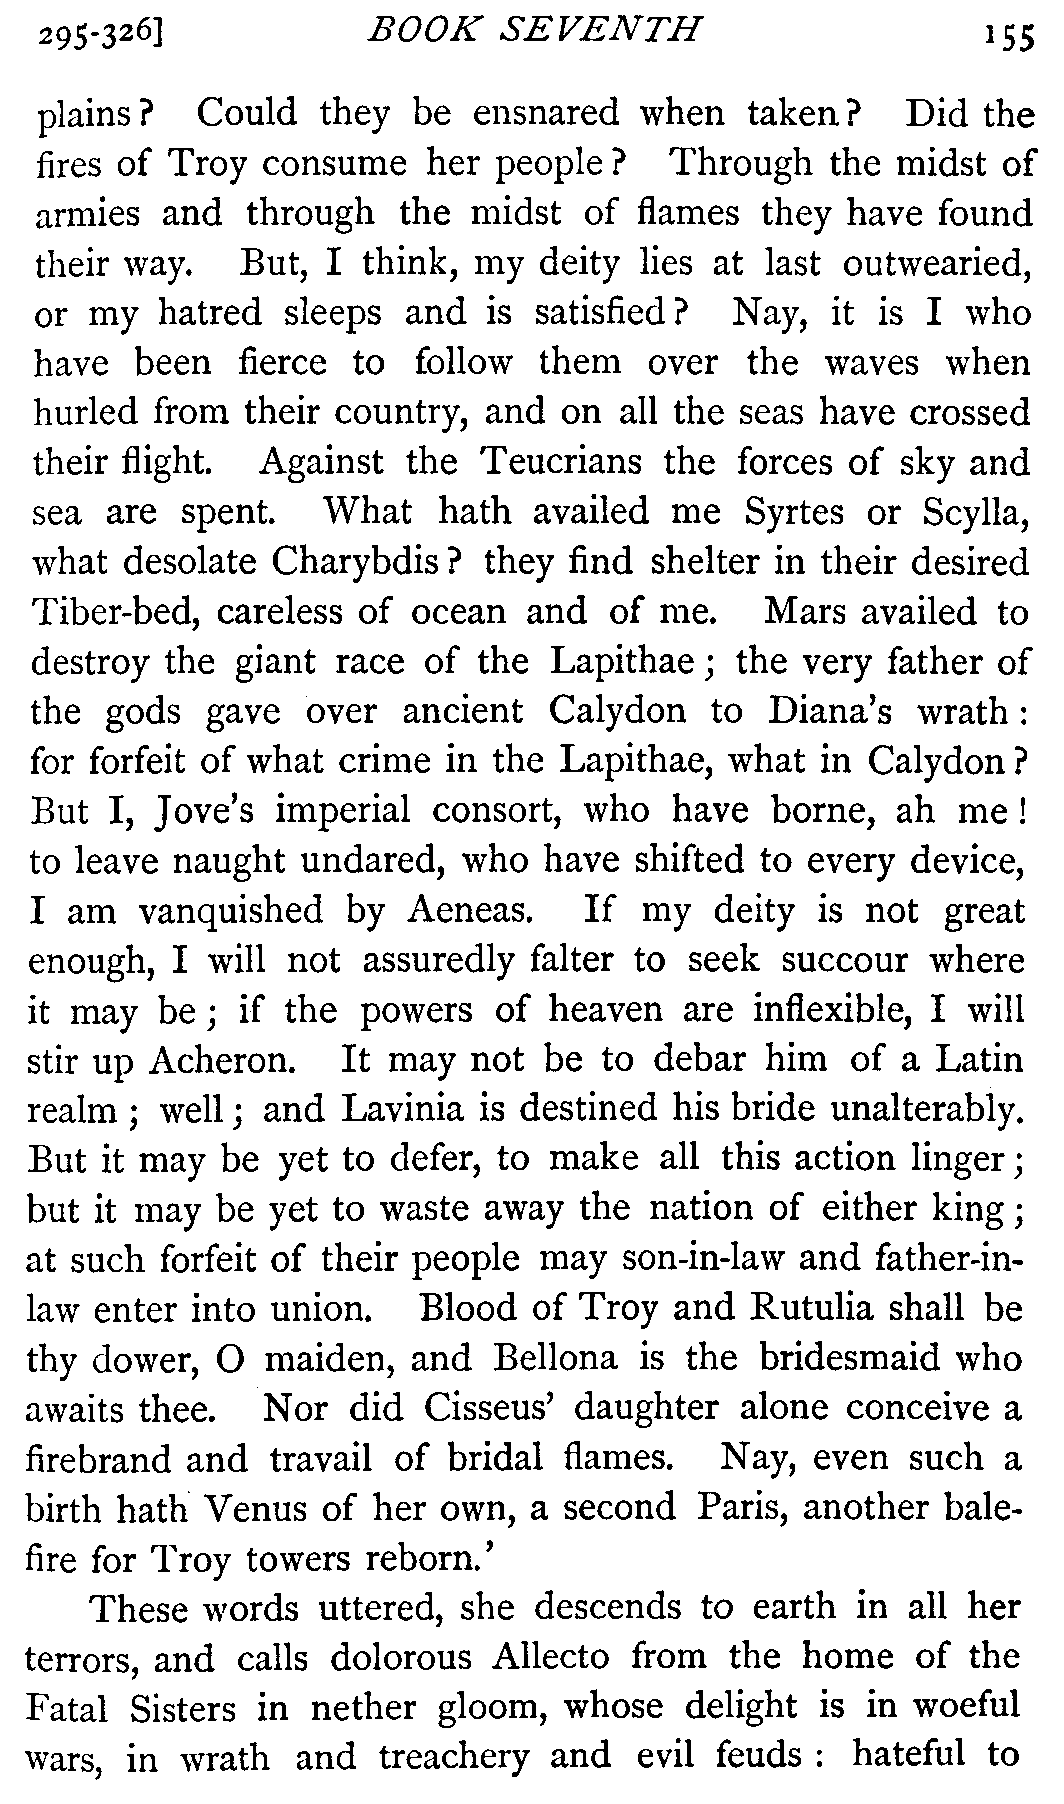 295-326] BOOK SEVENTH 155
plains? Could they be ensnared when taken? Did the
fires of Troy consume her people? Through the midst of
armies and through the midst of flames they have found
their way. But, I think, my deity lies at last outwearied,
or my hatred sleeps and is satisfied? Nay, it is I who
have been fierce to follow them over the waves when
hurled from their country, and on all the seas have crossed
their flight. Against the Teucrians the forces of sky and
sea are spent. What hath availed me Syrtes or Scylla,
what desolate Charybdis? they find shelter in their desired
Tiber-bed, careless of ocean and of me. Mars availed to
destroy the giant race of the Lapithae; the very father of
the gods gave over ancient Calydon to Diana's wrath:
for forfeit of what crime in the Lapithae, what in Calydon?
But I, Jove's imperial consort, who have borne, ah me!
to leave naught undared, who have shifted to every device,
I am vanquished by Aeneas. If my deity is not great
enough, I will not assuredly falter to seek succour where
it may be; if the powers of heaven are inflexible, I will
stir up Acheron. It may not be to debar him of a Latin
realm; well; and Lavinia is destined his bride unalterably.
But it may be yet to defer, to make all this action linger;
but it may be yet to waste away the nation of either king;
at such forfeit of their people may son-in-law and father-in-
law enter into union. Blood of Troy and Rutulia shall be
thy dower, O maiden, and Bellona is the bridesmaid who
awaits thee. Nor did Cisseus' daughter alone conceive a
firebrand and travail of bridal flames. Nay, even such a
birth hath Venus of her own, a second Paris, another bale-
fire for Troy towers reborn.'
These words uttered, she descends to earth in all her
terrors, and calls dolorous Allecto from the home of the
Fatal Sisters in nether gloom, whose delight is in woeful
wars, in wrath and treachery and evil feuds: hateful to